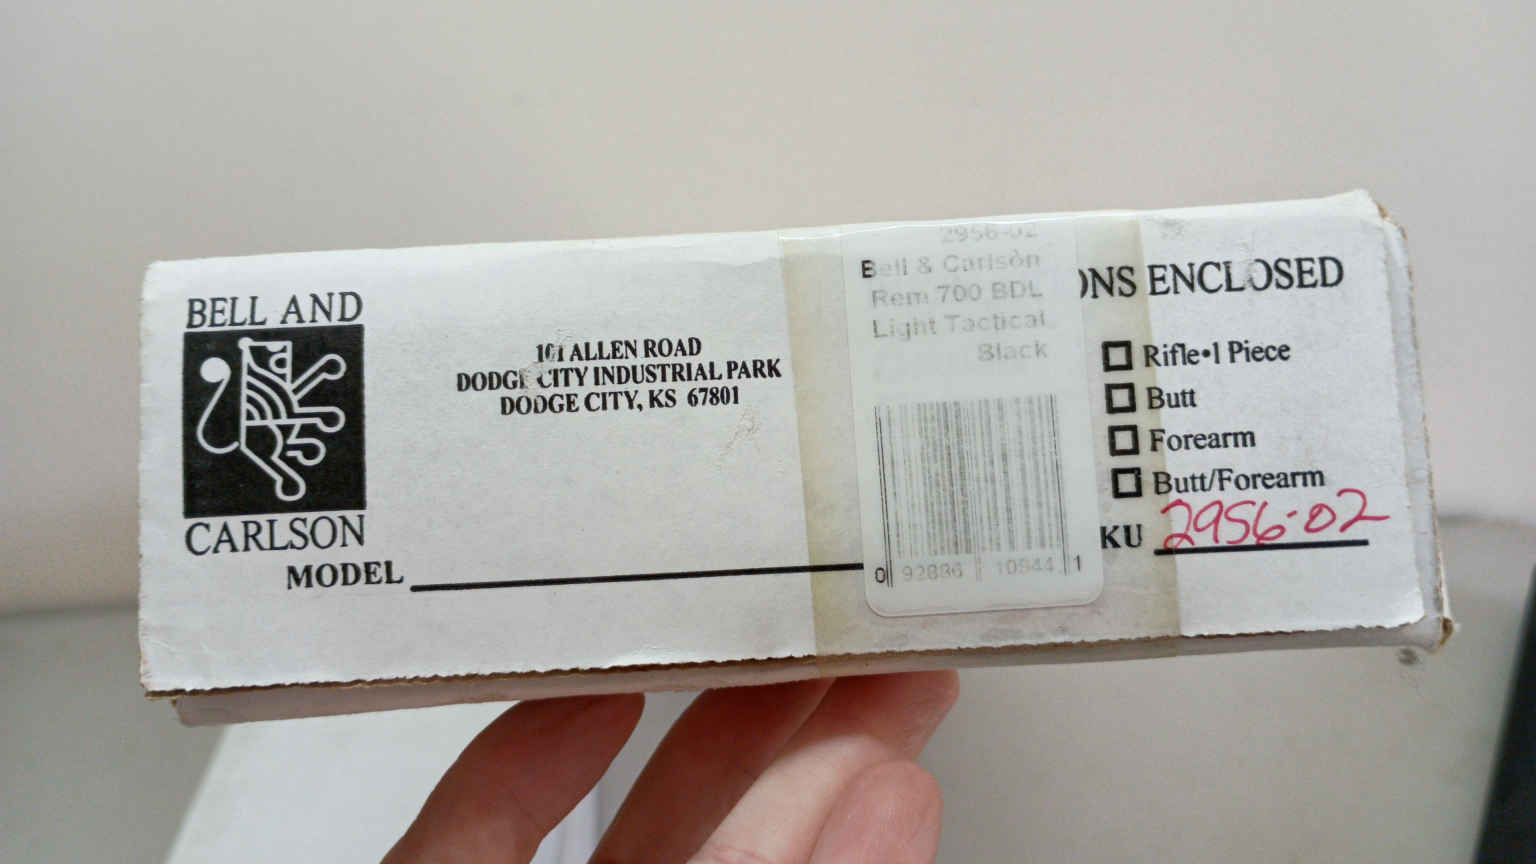 BELL AND
CARLSON
101 ALLEN ROAD
DODGE CITY INDUSTRIAL PARK
DODGE CITY, KS 67801
MODEL
2956-02
Bell & Carlson
Rem 700 BDL
Light Tactical
Black
0 92886 10944 1
ONS ENCLOSED
Rifle•1 Piece
Butt
Forearm
Butt/Forearm
KU 2956-02